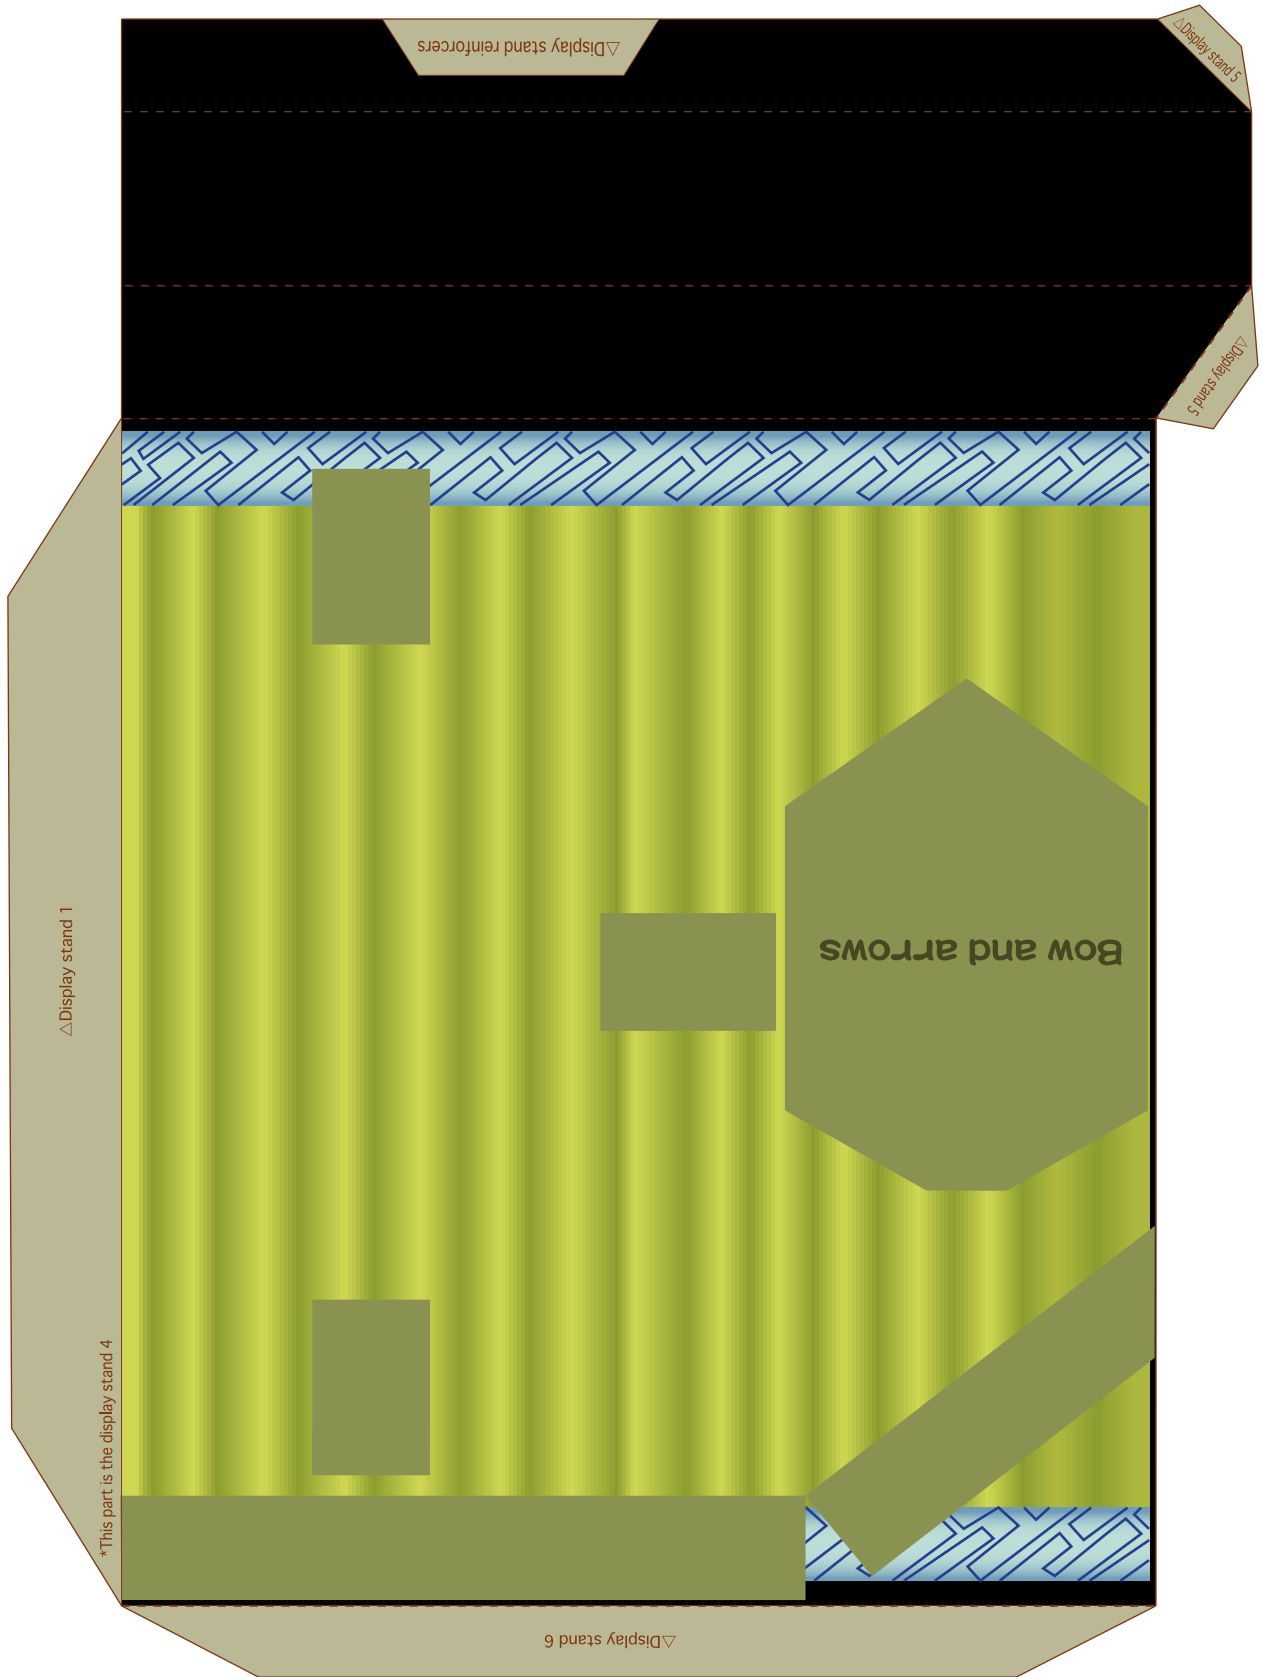 △Display stand reinforcers
△Display stand 5
△Display stand 5
△Display stand 1
Bow and arrows
*This part is the display stand 4
△Display stand 6